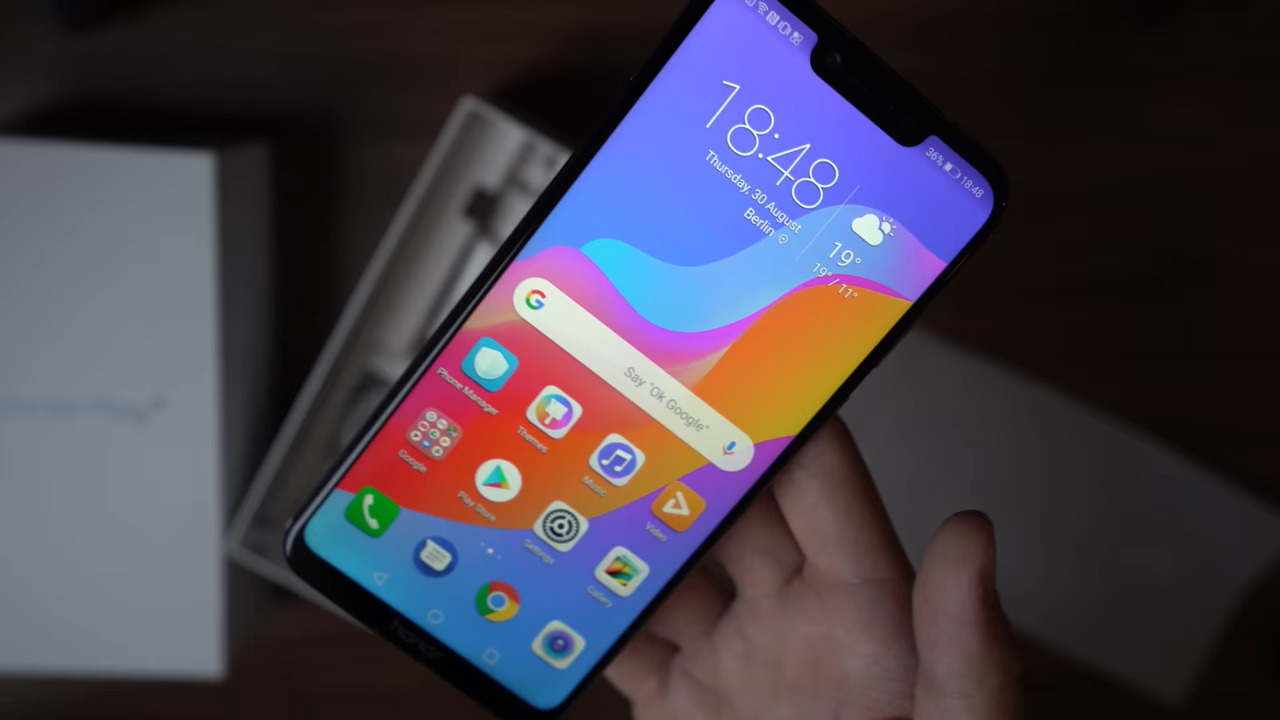 36% 18:48
18:48
Thursday, 30 August
Berlin
19°
19° / 11°
G
Say "Ok Google"
Phone Manager
Themes
Music
Video
Google
Play Store
Settings
Gallery
honor